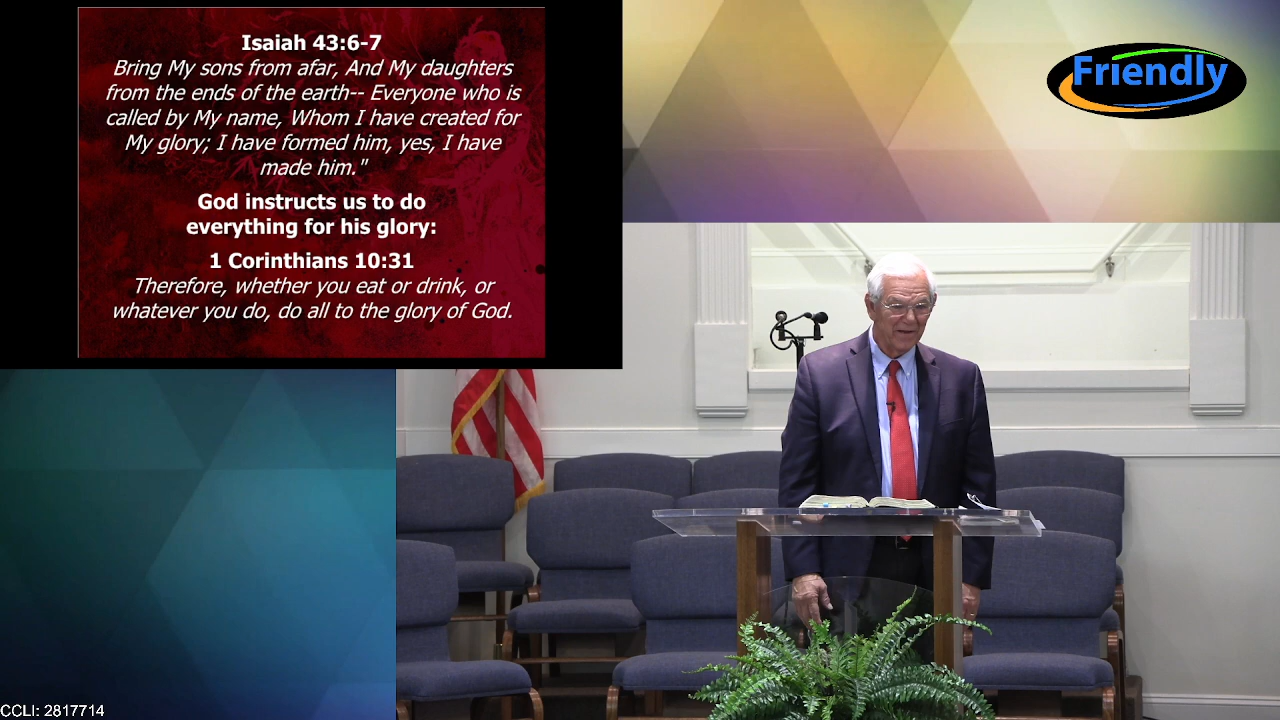 Isaiah 43:6-7
Bring My sons from afar, And My daughters
from the ends of the earth-- Everyone who is
called by My name, Whom I have created for
My glory; I have formed him, yes, I have
made him."
God instructs us to do
everything for his glory:
1 Corinthians 10:31
Therefore, whether you eat or drink, or
whatever you do, do all to the glory of God.
Friendly
CCLI: 2817714